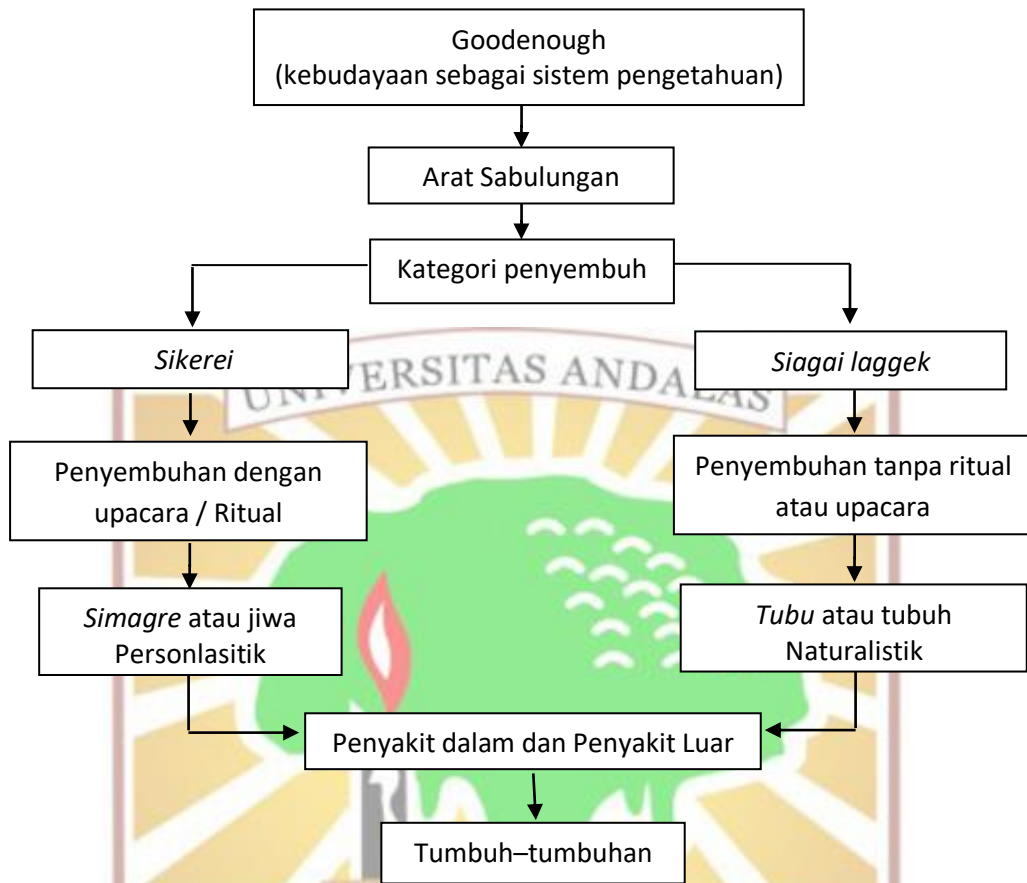 Goodenough
(kebudayaan sebagai sistem pengetahuan)
Arat Sabulungan
Kategori penyembuh
Sikerei
Siagai laggek
UNIVERSITAS ANDALAS
Penyembuhan dengan
upacara / Ritual
Penyembuhan tanpa ritual
atau upacara
Simagre atau jiwa
Personlasitik
Tubu atau tubuh
Naturalistik
Penyakit dalam dan Penyakit Luar
Tumbuh–tumbuhan